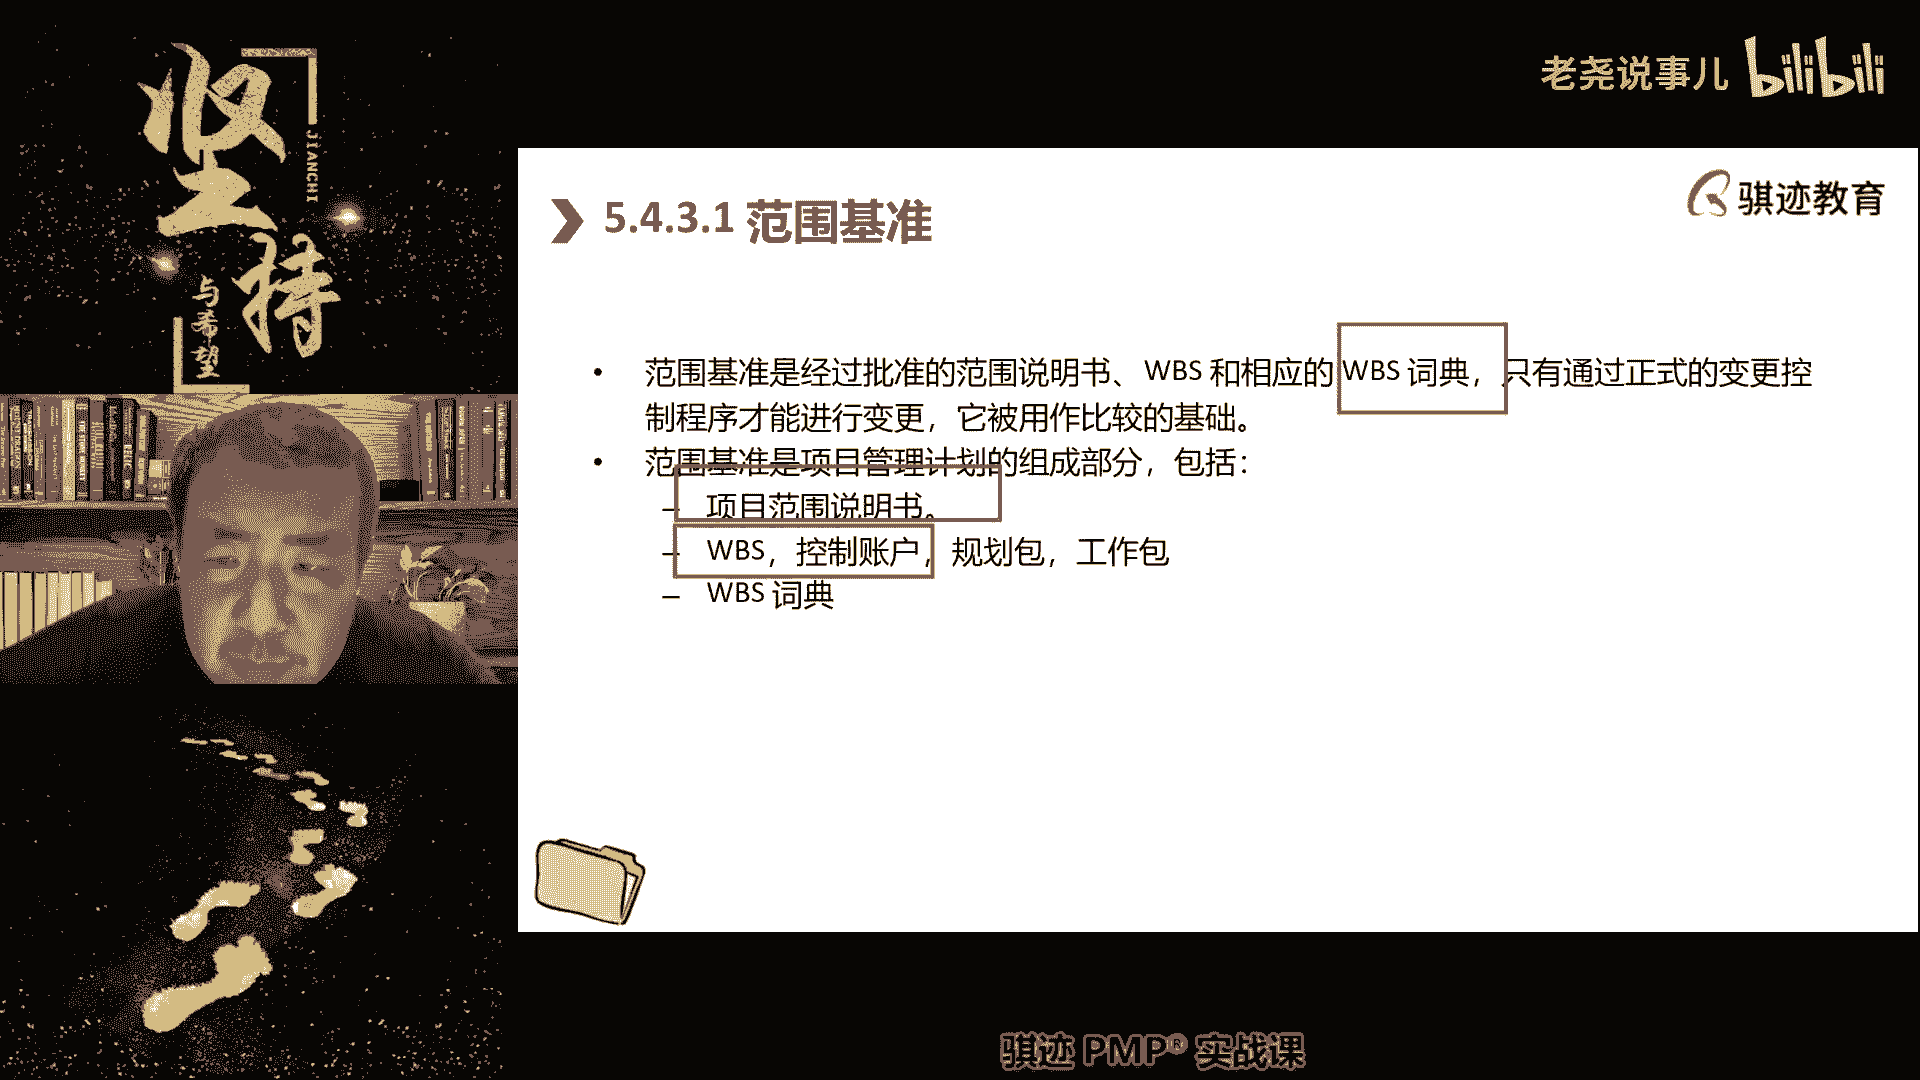 坚持
JIANCHI
与希望
老尧说事儿 bilibili
骐迹教育
5.4.3.1 范围基准
• 范围基准是经过批准的范围说明书、WBS 和相应的 WBS 词典，只有通过正式的变更控
制程序才能进行变更，它被用作比较的基础。
• 范围基准是项目管理计划的组成部分，包括：
– 项目范围说明书。
– WBS，控制账户，规划包，工作包
– WBS 词典
骐迹 PMP® 实战课